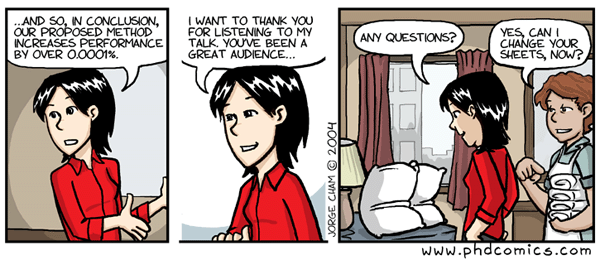 ...AND SO, IN CONCLUSION,
OUR PROPOSED METHOD
INCREASES PERFORMANCE
BY OVER 0.0001%.
I WANT TO THANK YOU
FOR LISTENING TO MY
TALK. YOU'VE BEEN A
GREAT AUDIENCE...
JORGE CHAM © 2004
ANY QUESTIONS?
YES, CAN I
CHANGE YOUR
SHEETS, NOW?
www.phdcomics.com